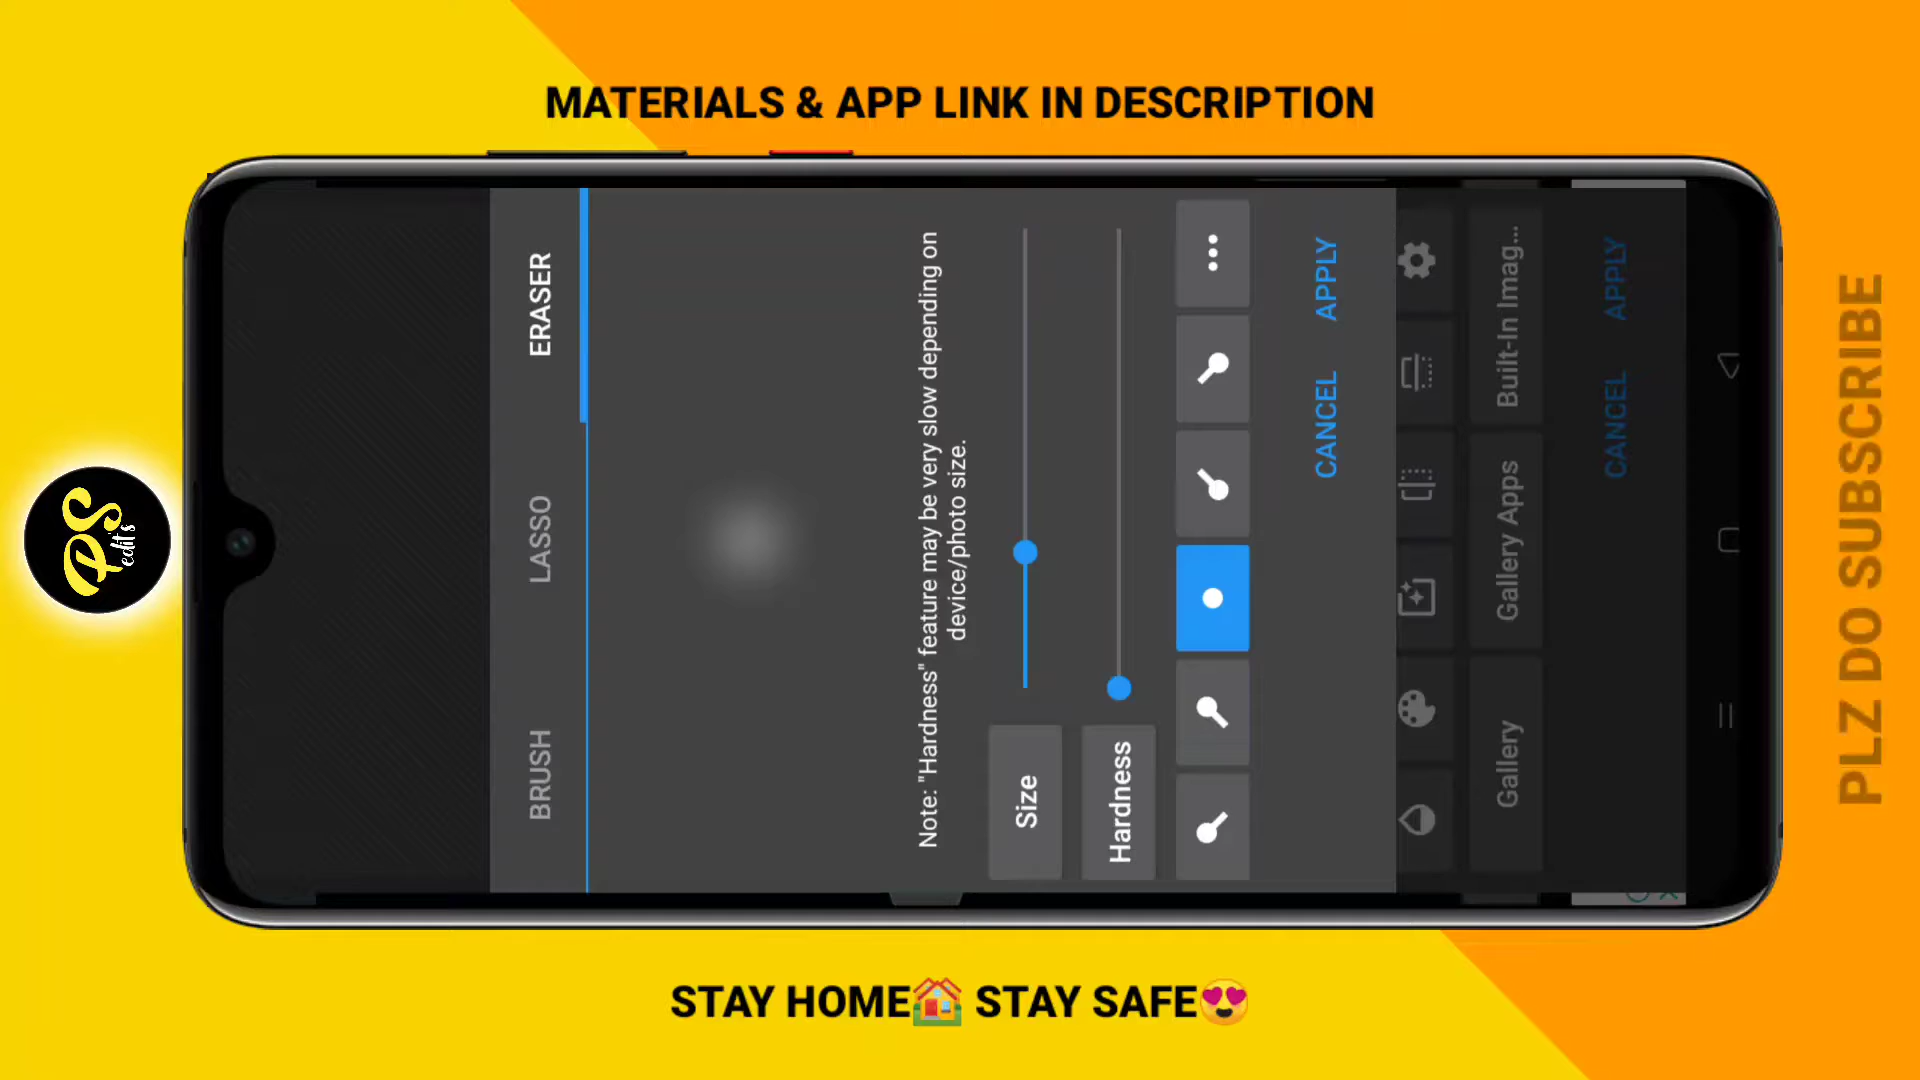 MATERIALS & APP LINK IN DESCRIPTION
BRUSH LASSO ERASER
Note: "Hardness" feature may be very slow depending on
device/photo size.
Size
Hardness
CANCEL APPLY
Gallery Gallery Apps Built-In Imag...
CANCEL APPLY
PLZ DO SUBSCRIBE
edit's
STAY HOME🏠 STAY SAFE😍